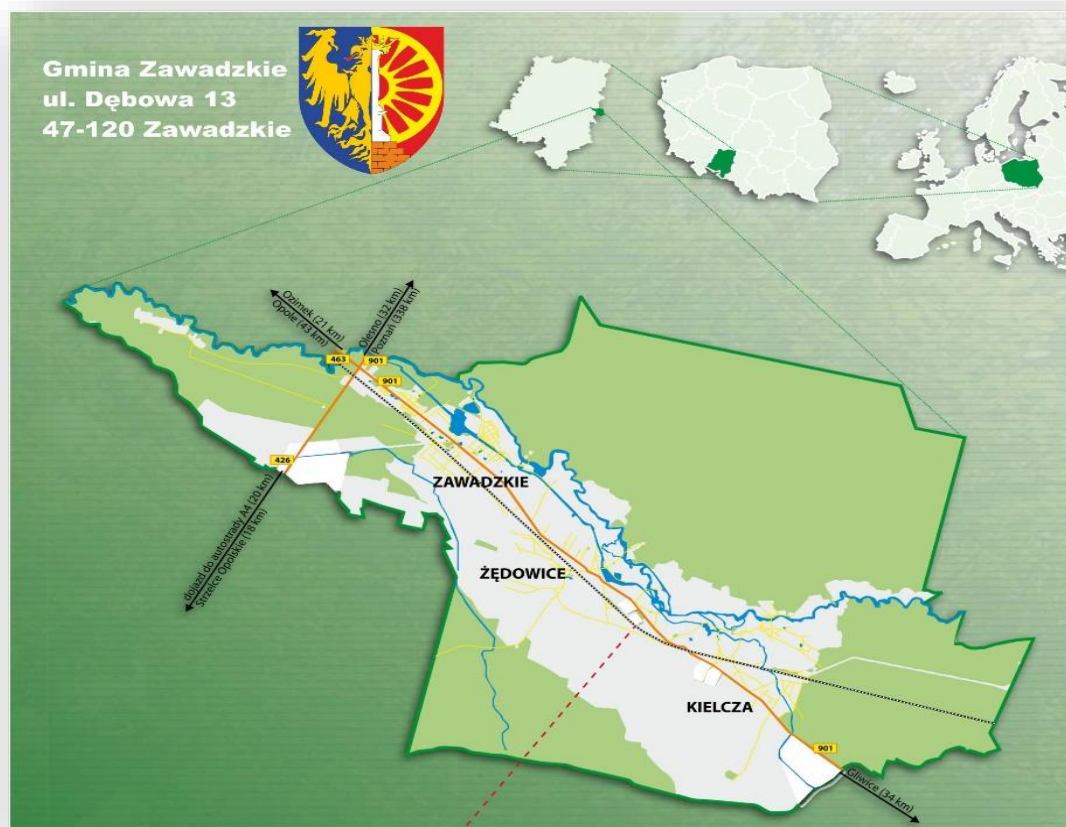 Gmina Zawadzkie
ul. Dębowa 13
47-120 Zawadzkie
Ozimek (21 km)
Opole (43 km)
Olesno (32 km)
Poznań (338 km)
463
901
901
426
ZAWADZKIE
dojazd do autostrady A4 (20 km)
Strzelce Opolskie (18 km)
ŻĘDOWICE
KIELCZA
901
Gliwice (34 km)